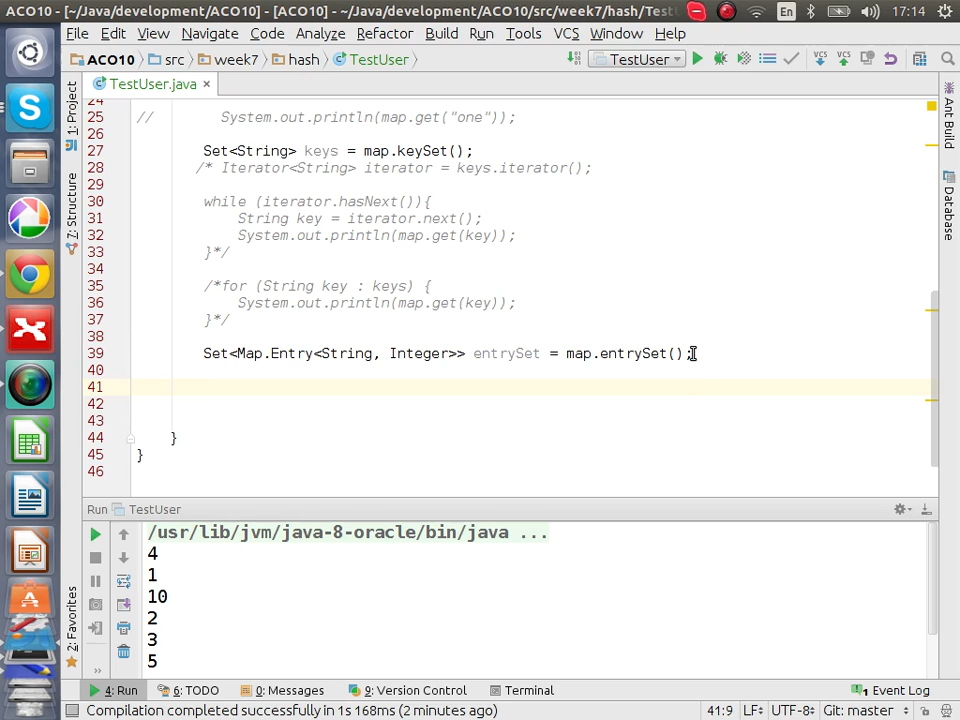 ACO10 - [~/Java/development/ACO10] - [ACO10] - ~/Java/development/ACO10/src/week7/hash/Test
En
17:14
File Edit View Navigate Code Analyze Refactor Build Run Tools VCS Window Help
ACO10 src week7 hash TestUser
TestUser
VCS VCS
TestUser.java ×
24
25 // System.out.println(map.get("one"));
26
27 Set<String> keys = map.keySet();
28 /* Iterator<String> iterator = keys.iterator();
29
30 while (iterator.hasNext()){
31 String key = iterator.next();
32 System.out.println(map.get(key));
33 }*/
34
35 /*for (String key : keys) {
36 System.out.println(map.get(key));
37 }*/
38
39 Set<Map.Entry<String, Integer>> entrySet = map.entrySet();
40
41
42
43
44 }
45 }
46
1: Project
7: Structure
2: Favorites
Ant Build
Database
Run TestUser
/usr/lib/jvm/java-8-oracle/bin/java ...
4
1
10
2
3
5
4: Run 6: TODO 0: Messages 9: Version Control Terminal 1 Event Log
Compilation completed successfully in 1s 168ms (2 minutes ago) 41:9 LF UTF-8 Git: master